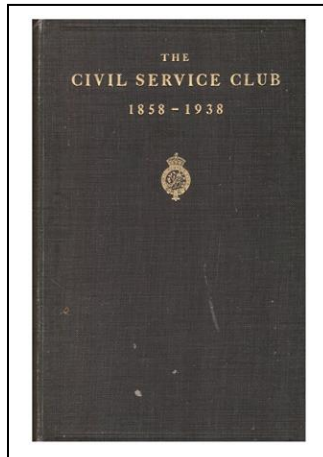 THE
CIVIL SERVICE CLUB
1858 – 1938